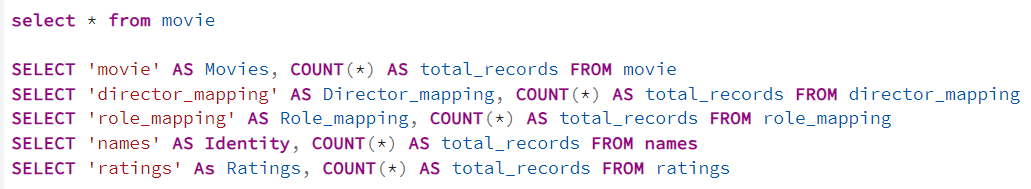 select * from movie
SELECT 'movie' AS Movies, COUNT(*) AS total_records FROM movie
SELECT 'director_mapping' AS Director_mapping, COUNT(*) AS total_records FROM director_mapping
SELECT 'role_mapping' AS Role_mapping, COUNT(*) AS total_records FROM role_mapping
SELECT 'names' AS Identity, COUNT(*) AS total_records FROM names
SELECT 'ratings' As Ratings, COUNT(*) AS total_records FROM ratings